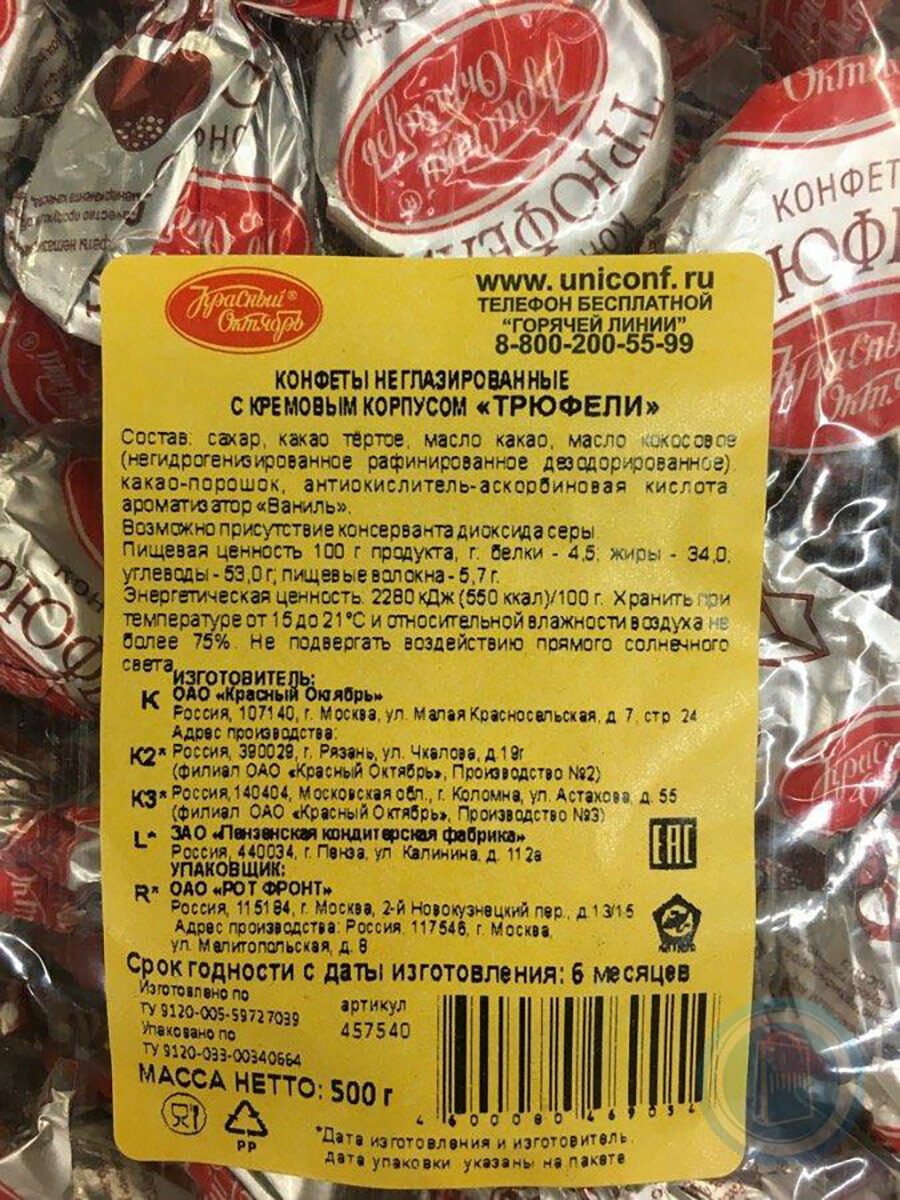 КОНФЕТ
ТРЮФЕЛИ
Красный
Октябрь
www. uniconf. ru
ТЕЛЕФОН БЕСПЛАТНОЙ
"ГОРЯЧЕЙ ЛИНИИ"
8-800-200-55-99
КОНФЕТЫ НЕГЛАЗИРОВАННЫЕ
С КРЕМОВЫМ КОРПУСОМ «ТРЮФЕЛИ»
Состав: сахар, какао тёртое, масло какао, масло кокосовое
(негидрогенизированное рафинированное дезодорированное),
какао-порошок, антиокислитель-аскорбиновая кислота
ароматизатор «Ваниль».
Возможно присутствие консерванта диоксида серы.
Пищевая ценность 100 г продукта, г: белки - 4,5; жиры - 34,0;
углеводы - 53,0 г; пищевые волокна - 5,7 г.
Энергетическая ценность: 2280 кДж (550 ккал)/100 г. Хранить при
температуре от 15 до 21°С и относительной влажности воздуха не
более 75%. Не подвергать воздействию прямого солнечного
света.
ИЗГОТОВИТЕЛЬ:
К ОАО «Красный Октябрь»
Россия, 107140, г. Москва, ул. Малая Красносельская, д. 7, стр. 24
Адрес производства:
К2* Россия, 390029, г. Рязань, ул. Чкалова, д.19г
(филиал ОАО «Красный Октябрь», Производство №2)
К3* Россия,140404, Московская обл., г. Коломна, ул. Астахова, д. 55
(филиал ОАО «Красный Октябрь», Производство №3)
L* ЗАО «Пензенская кондитерская фабрика»
Россия, 440034, г. Пенза, ул. Калинина, д. 112а
УПАКОВЩИК:
R* ОАО «РОТ ФРОНТ»
Россия, 115184, г. Москва, 2-й Новокузнецкий пер., д.13/15
Адрес производства: Россия, 117546, г. Москва,
ул. Мелитопольская, д. 8
EAC
Срок годности с даты изготовления: 6 месяцев
Изготовлено по
ТУ 9120-005-59727039
Упаковано по
ТУ 9120-033-00340664
артикул
457540
МАССА НЕТТО: 500 г
PP
4600080469034
*Дата изготовления и изготовитель,
дата упаковки указаны на пакете